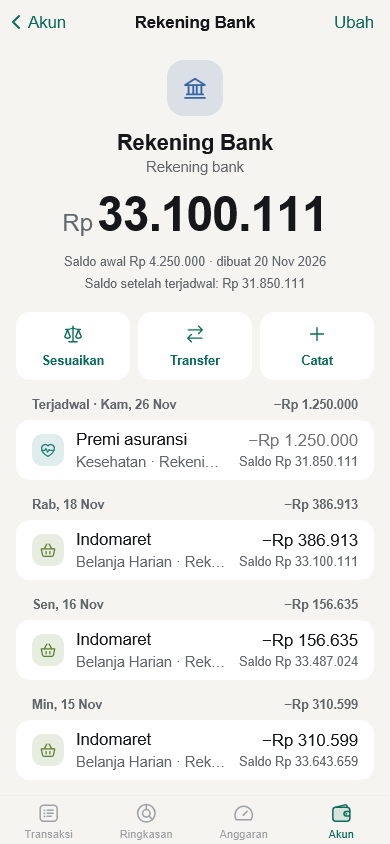 Akun
Rekening Bank
Ubah
Rekening Bank
Rekening bank
Rp 33.100.111
Saldo awal Rp 4.250.000 · dibuat 20 Nov 2026
Saldo setelah terjadwal: Rp 31.850.111
Sesuaikan
Transfer
Catat
Terjadwal · Kam, 26 Nov −Rp 1.250.000
Premi asuransi −Rp 1.250.000
Kesehatan · Rekeni... Saldo Rp 31.850.111
Rab, 18 Nov −Rp 386.913
Indomaret −Rp 386.913
Belanja Harian · Rek... Saldo Rp 33.100.111
Sen, 16 Nov −Rp 156.635
Indomaret −Rp 156.635
Belanja Harian · Rek... Saldo Rp 33.487.024
Min, 15 Nov −Rp 310.599
Indomaret −Rp 310.599
Belanja Harian · Rek... Saldo Rp 33.643.659
Transaksi
Ringkasan
Anggaran
Akun